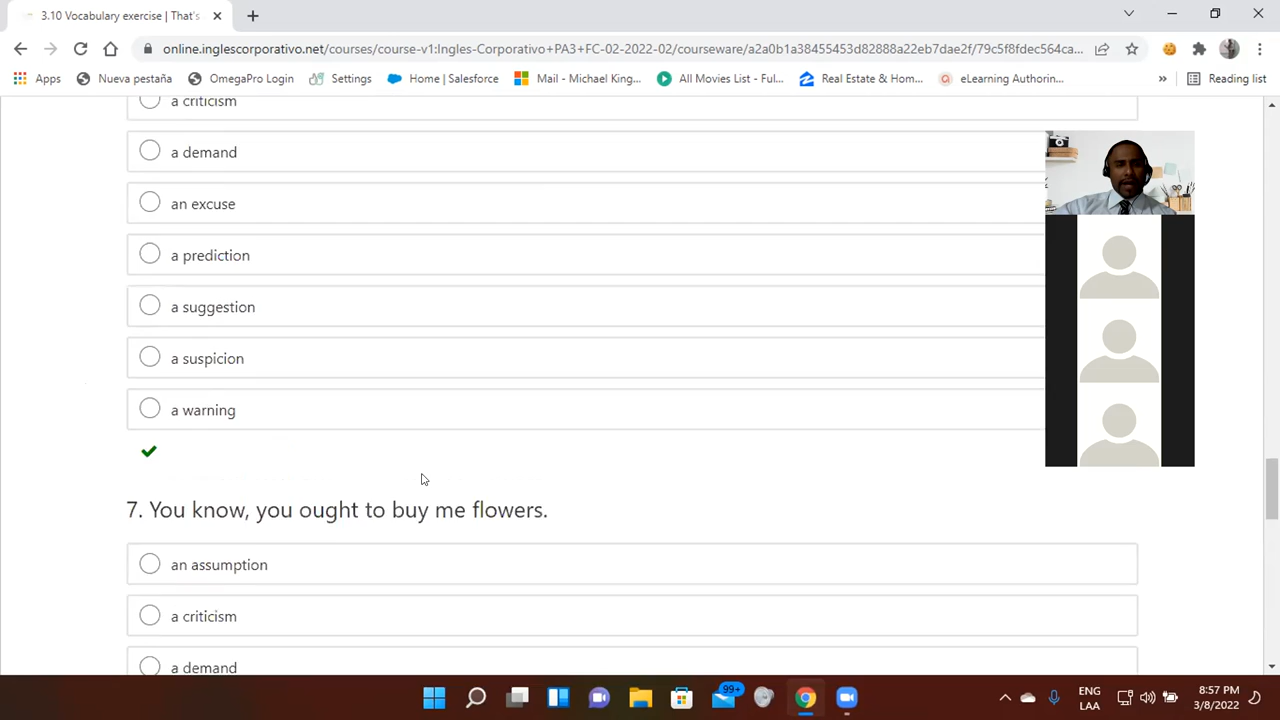 3.10 Vocabulary exercise | That's
online.inglescorporativo.net/courses/course-v1:Ingles-Corporativo+PA3+FC-02-2022-02/courseware/a2a0b1a38455453d82888a22eb7dae2f/79c5f8fdec564ca...
Apps Nueva pestaña OmegaPro Login Settings Home | Salesforce Mail - Michael King... All Movies List - Ful... Real Estate & Hom... eLearning Authorin... » Reading list
a criticism
a demand
an excuse
a prediction
a suggestion
a suspicion
a warning
7. You know, you ought to buy me flowers.
an assumption
a criticism
a demand
99+
ENG
LAA
8:57 PM
3/8/2022